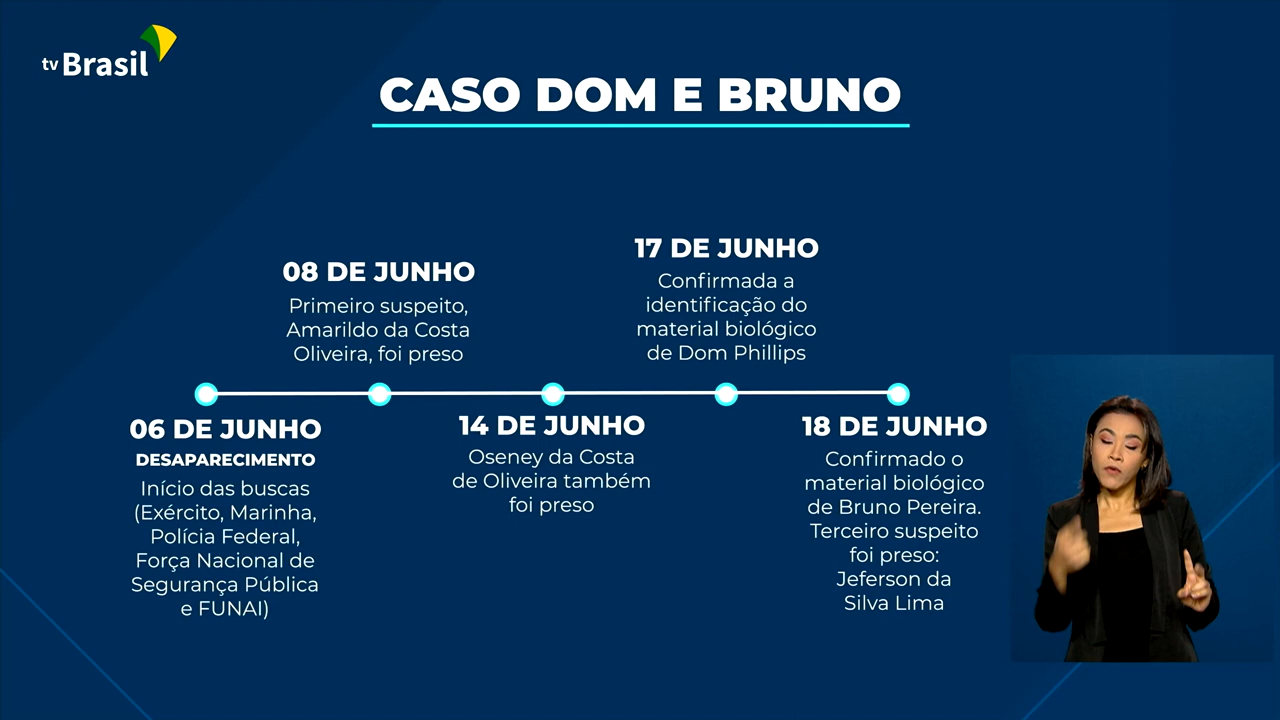 tv Brasil
CASO DOM E BRUNO
06 DE JUNHO
DESAPARECIMENTO
Início das buscas
(Exército, Marinha,
Polícia Federal,
Força Nacional de
Segurança Pública
e FUNAI)
08 DE JUNHO
Primeiro suspeito,
Amarildo da Costa
Oliveira, foi preso
14 DE JUNHO
Oseney da Costa
de Oliveira também
foi preso
17 DE JUNHO
Confirmada a
identificação do
material biológico
de Dom Phillips
18 DE JUNHO
Confirmado o
material biológico
de Bruno Pereira.
Terceiro suspeito
foi preso:
Jeferson da
Silva Lima